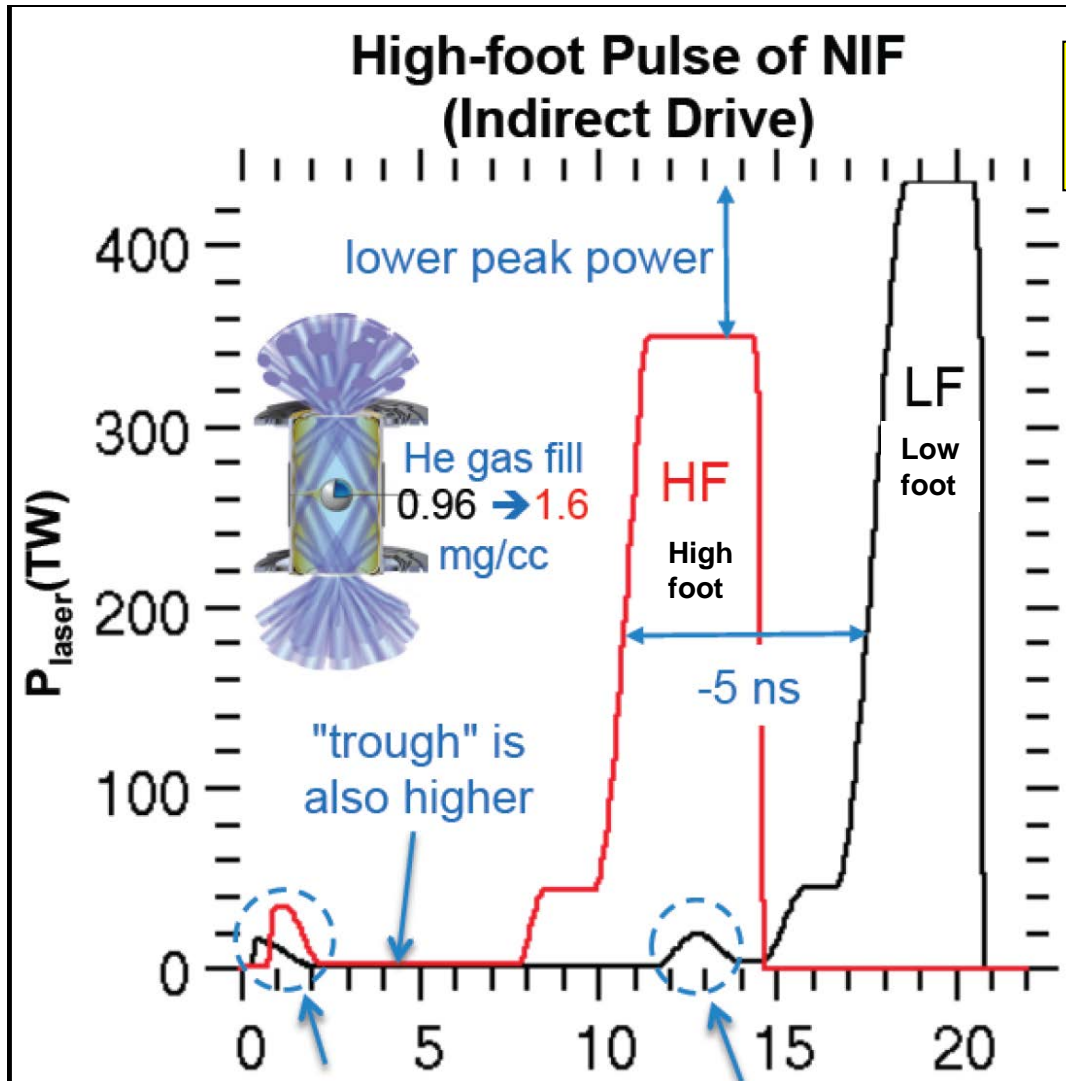 High-foot Pulse of NIF
(Indirect Drive)
400
300
200
100
0
P_laser(TW)
lower peak power
He gas fill
0.96 ➔ 1.6
mg/cc
HF
High
foot
LF
Low
foot
-5 ns
"trough" is
also higher
0 5 10 15 20